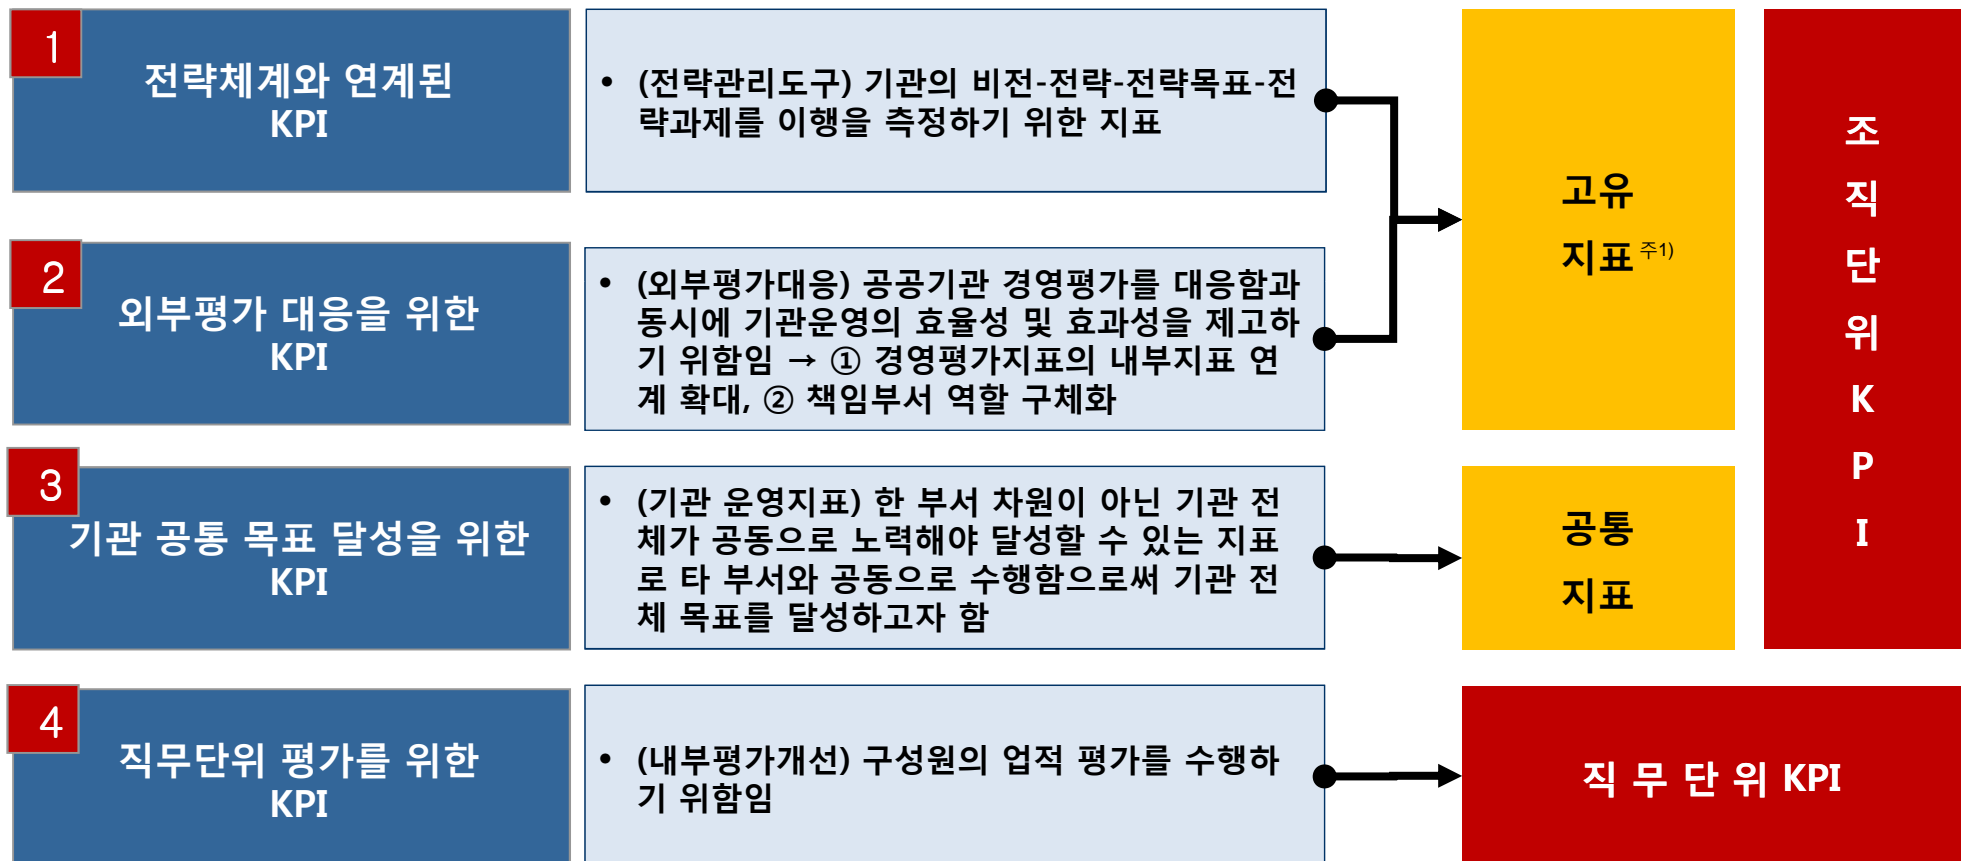 1
전략체계와 연계된
KPI
• (전략관리도구) 기관의 비전-전략-전략목표-전
략과제를 이행을 측정하기 위한 지표
2
외부평가 대응을 위한
KPI
• (외부평가대응) 공공기관 경영평가를 대응함과
동시에 기관운영의 효율성 및 효과성을 제고하
기 위함임 → ① 경영평가지표의 내부지표 연
계 확대, ② 책임부서 역할 구체화
고유
지표 주1)
3
기관 공통 목표 달성을 위한
KPI
• (기관 운영지표) 한 부서 차원이 아닌 기관 전
체가 공동으로 노력해야 달성할 수 있는 지표
로 타 부서와 공동으로 수행함으로써 기관 전
체 목표를 달성하고자 함
공통
지표
조
직
단
위
K
P
I
4
직무단위 평가를 위한
KPI
• (내부평가개선) 구성원의 업적 평가를 수행하
기 위함임
직 무 단 위 KPI